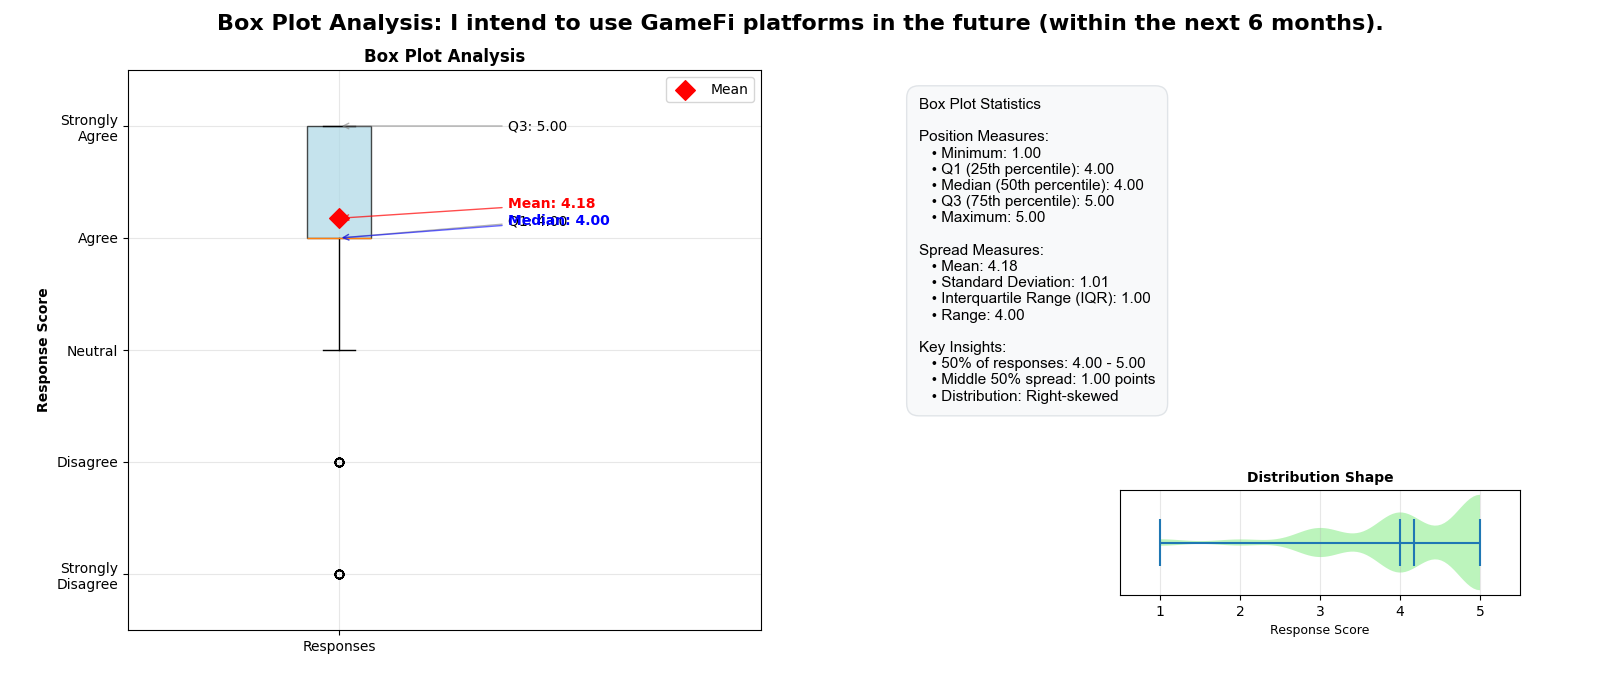 Box Plot Analysis: I intend to use GameFi platforms in the future (within the next 6 months).
Box Plot Analysis
Mean
Response Score
Strongly
Agree
Agree
Neutral
Disagree
Strongly
Disagree
Q3: 5.00
Mean: 4.18
Median: 4.00
Q1: 4.00
Responses
Box Plot Statistics
Position Measures:
• Minimum: 1.00
• Q1 (25th percentile): 4.00
• Median (50th percentile): 4.00
• Q3 (75th percentile): 5.00
• Maximum: 5.00
Spread Measures:
• Mean: 4.18
• Standard Deviation: 1.01
• Interquartile Range (IQR): 1.00
• Range: 4.00
Key Insights:
• 50% of responses: 4.00 - 5.00
• Middle 50% spread: 1.00 points
• Distribution: Right-skewed
Distribution Shape
1 2 3 4 5
Response Score